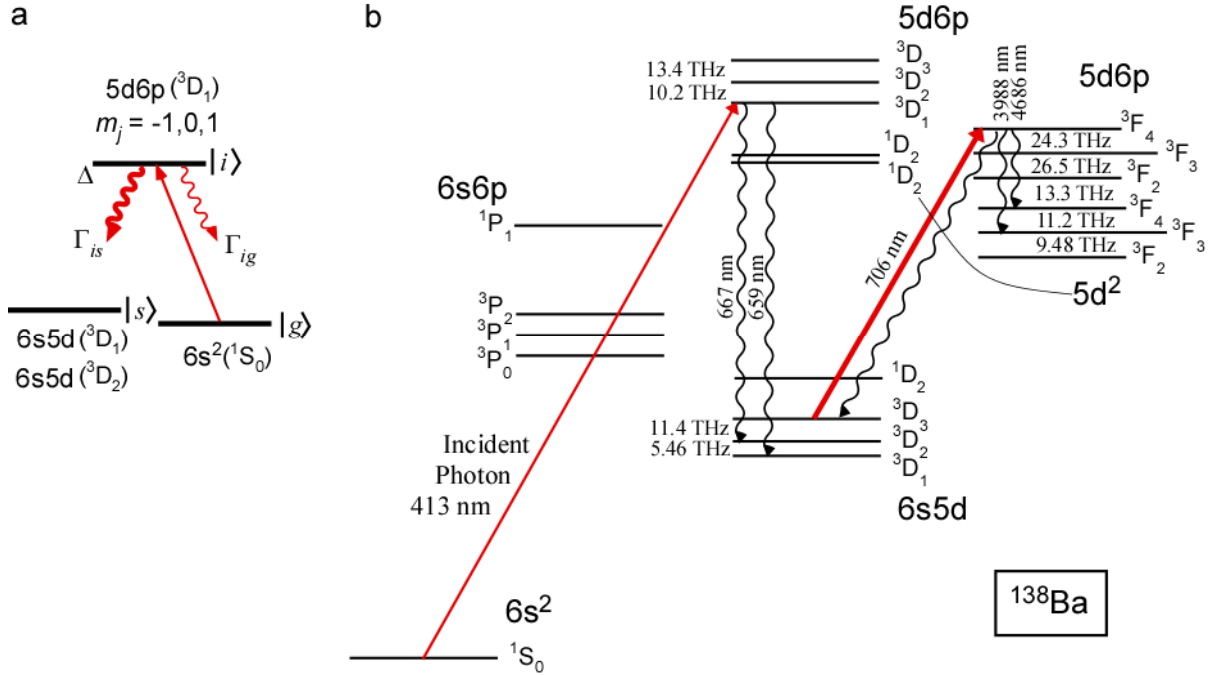 a
5d6p (³D₁)
mⱼ = -1,0,1
Δ
|i⟩
Γᵢₛ
Γᵢg
|s⟩
|g⟩
6s5d (³D₁)
6s5d (³D₂)
6s² (¹S₀)
b
5d6p
³D₃
13.4 THz
³D₂
10.2 THz
³D₁
¹D₂
¹D₂
6s6p
¹P₁
³P₂
³P₁
³P₀
667 nm
659 nm
706 nm
3988 nm
4686 nm
5d6p
³F₄
24.3 THz
³F₃
26.5 THz
³F₂
13.3 THz
³F₄
11.2 THz
³F₃
9.48 THz
³F₂
5d²
¹D₂
³D₃
11.4 THz
³D₂
5.46 THz
³D₁
6s5d
Incident
Photon
413 nm
6s²
¹S₀
¹³⁸Ba